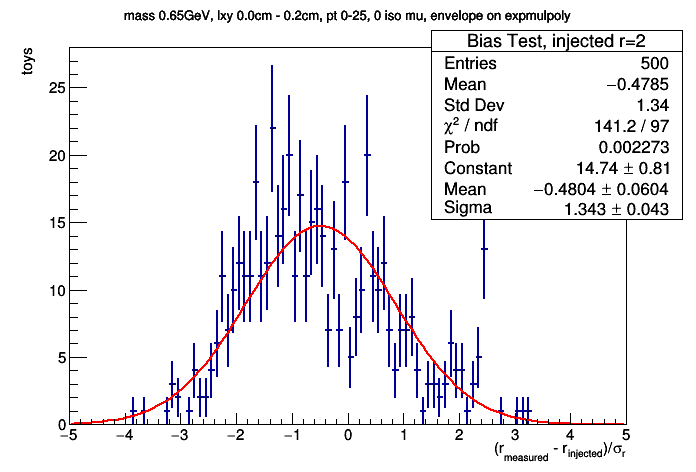 mass 0.65GeV, lxy 0.0cm - 0.2cm, pt 0-25, 0 iso mu, envelope on expmulpoly
toys
Bias Test, injected r=2
Entries 500
Mean −0.4785
Std Dev 1.34
χ² / ndf 141.2 / 97
Prob 0.002273
Constant 14.74 ± 0.81
Mean −0.4804 ± 0.0604
Sigma 1.343 ± 0.043
25
20
15
10
5
0
−5 −4 −3 −2 −1 0 1 2 3 4 5
(r_measured - r_injected)/σ_r